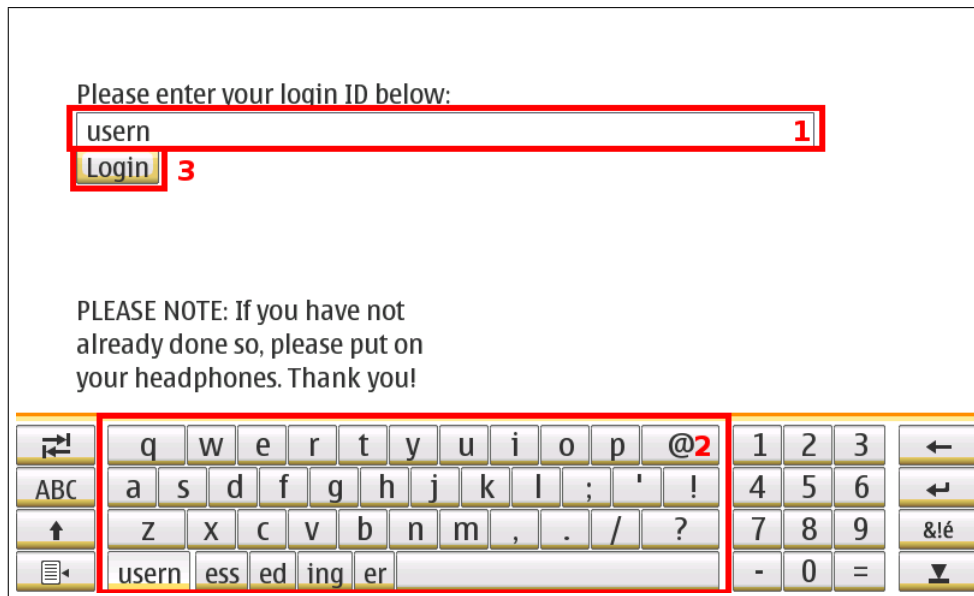 Please enter your login ID below:
usern 1
Login 3
PLEASE NOTE: If you have not
already done so, please put on
your headphones. Thank you!
q w e r t y u i o p @ 2 1 2 3 ←
ABC a s d f g h j k l ; ' ! 4 5 6
z x c v b n m , . / ? 7 8 9 &!é
usern ess ed ing er - 0 =